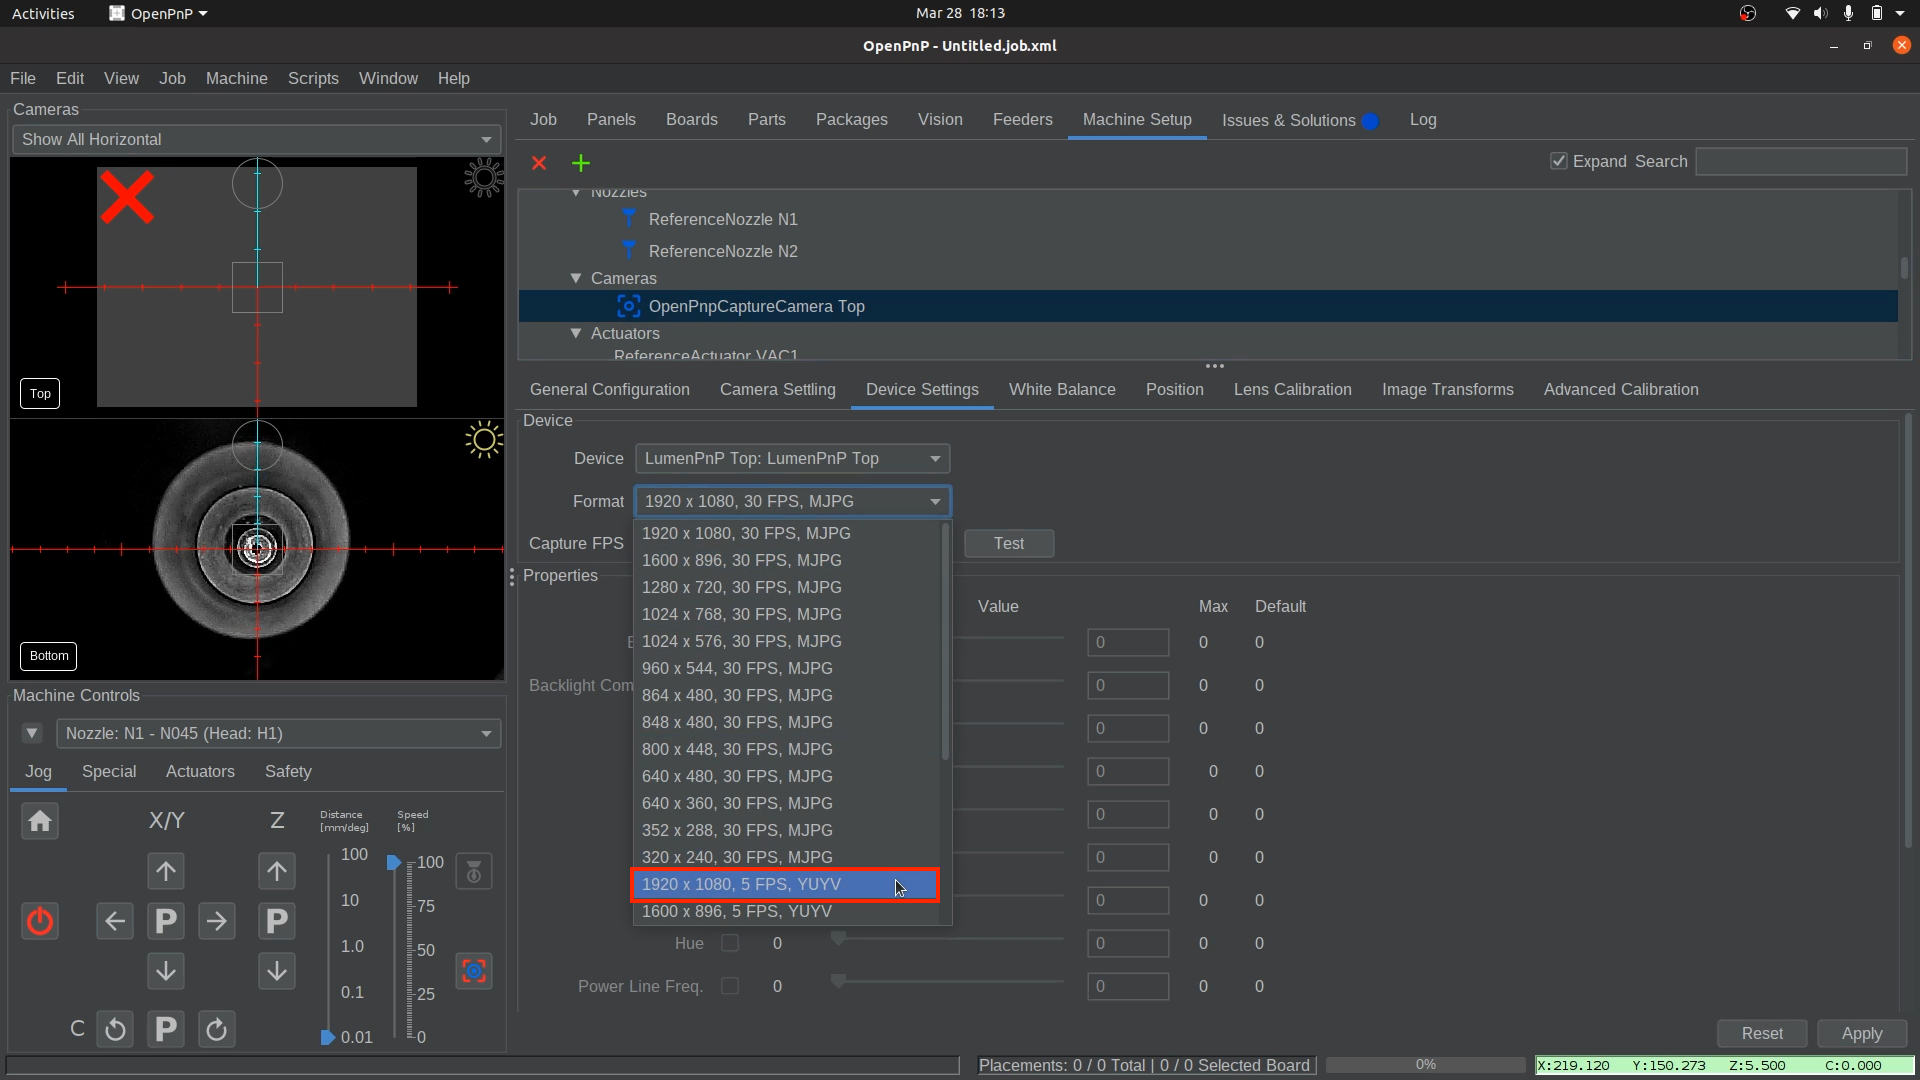 Activities OpenPnP Mar 28 18:13
OpenPnP - Untitled.job.xml
File Edit View Job Machine Scripts Window Help
Cameras
Show All Horizontal
Top
Bottom
Machine Controls
Nozzle: N1 - N045 (Head: H1)
Jog Special Actuators Safety
X/Y Z Distance [mm/deg] Speed [%]
100 100
10 75
P P
1.0 50
0.1 25
C P 0.01 0
Job Panels Boards Parts Packages Vision Feeders Machine Setup Issues & Solutions Log
Expand Search
Nozzles
ReferenceNozzle N1
ReferenceNozzle N2
Cameras
OpenPnpCaptureCamera Top
Actuators
ReferenceActuator VAC1
General Configuration Camera Settling Device Settings White Balance Position Lens Calibration Image Transforms Advanced Calibration
Device
Device LumenPnP Top: LumenPnP Top
Format 1920 x 1080, 30 FPS, MJPG
Capture FPS Test
1920 x 1080, 30 FPS, MJPG
1600 x 896, 30 FPS, MJPG
1280 x 720, 30 FPS, MJPG
1024 x 768, 30 FPS, MJPG
1024 x 576, 30 FPS, MJPG
960 x 544, 30 FPS, MJPG
864 x 480, 30 FPS, MJPG
848 x 480, 30 FPS, MJPG
800 x 448, 30 FPS, MJPG
640 x 480, 30 FPS, MJPG
640 x 360, 30 FPS, MJPG
352 x 288, 30 FPS, MJPG
320 x 240, 30 FPS, MJPG
1920 x 1080, 5 FPS, YUYV
1600 x 896, 5 FPS, YUYV
Properties
Value Max Default
0 0 0
Backlight Com 0 0 0
0 0 0
0 0 0
0 0 0
0 0 0
0 0 0
Hue 0 0 0 0
Power Line Freq. 0 0 0 0
Reset Apply
Placements: 0 / 0 Total | 0 / 0 Selected Board 0% X:219.120 Y:150.273 Z:5.500 C:0.000